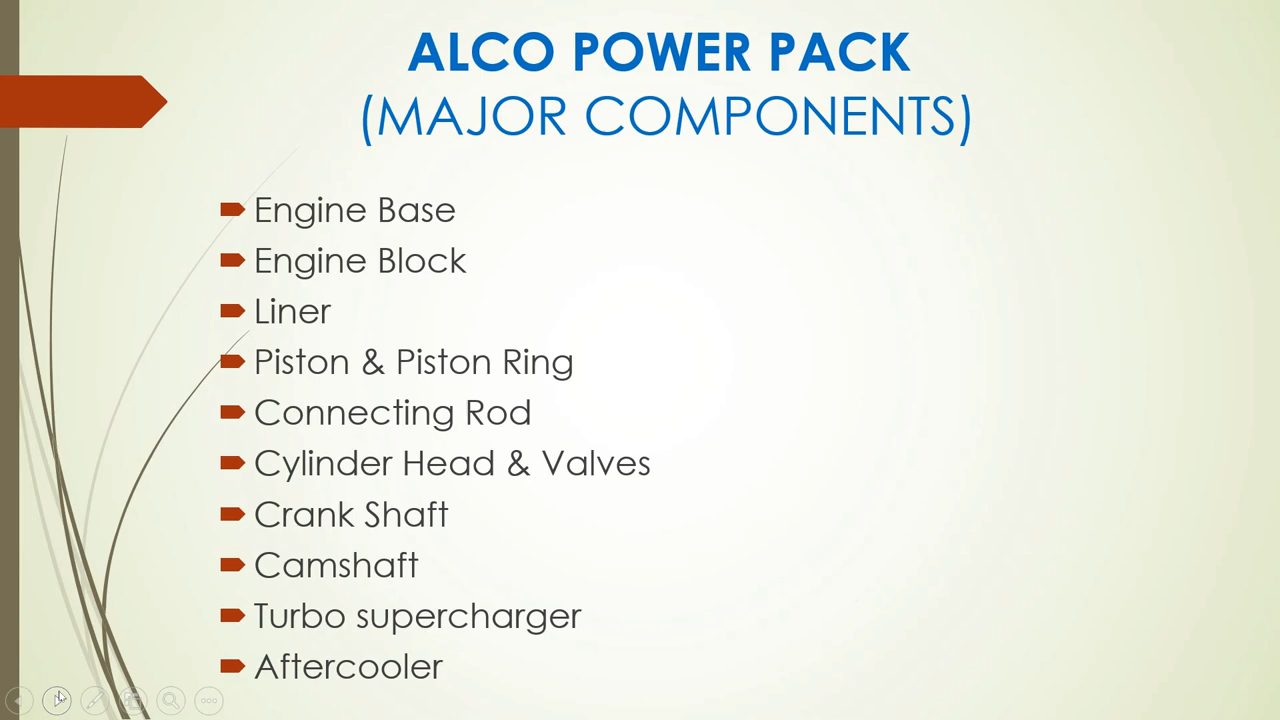 ALCO POWER PACK
(MAJOR COMPONENTS)
Engine Base
Engine Block
Liner
Piston & Piston Ring
Connecting Rod
Cylinder Head & Valves
Crank Shaft
Camshaft
Turbo supercharger
Aftercooler